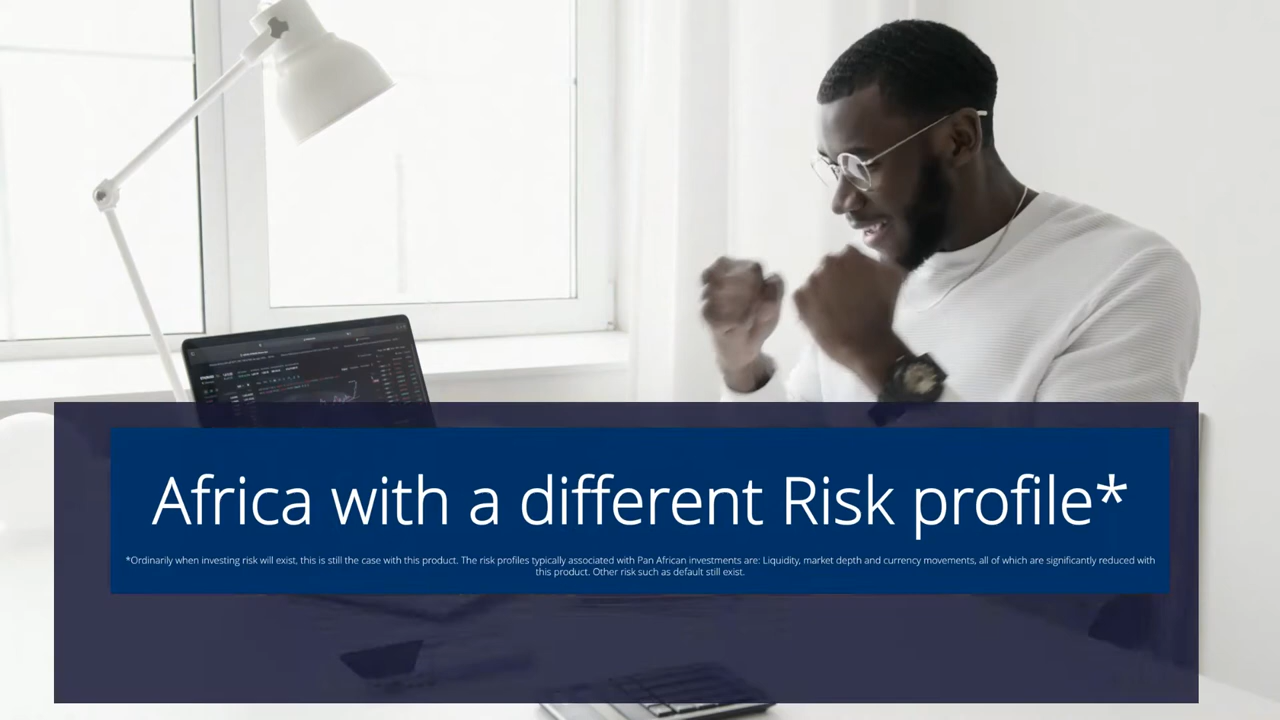 Africa with a different Risk profile*
*Ordinarily when investing risk will exist, this is still the case with this product. The risk profiles typically associated with Pan African investments are: Liquidity, market depth and currency movements, all of which are significantly reduced with
this product. Other risk such as default still exist.